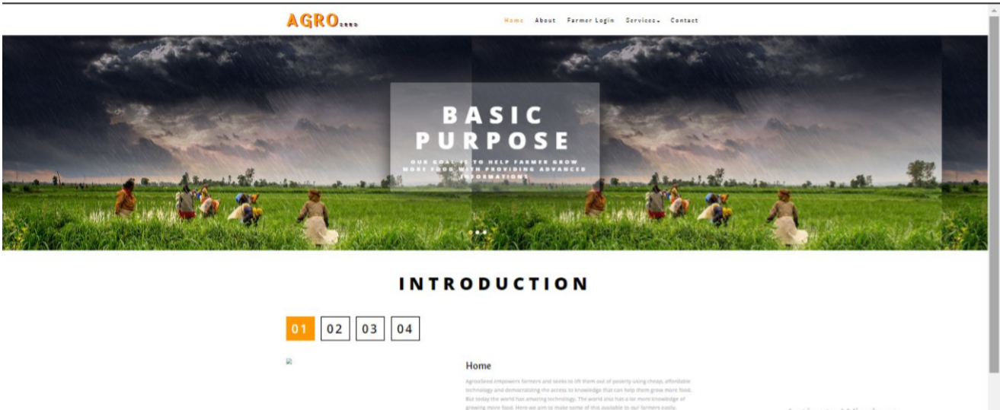 AGRO seed
Home About Farmer Login Services Contact
BASIC
PURPOSE
OUR GOAL IS TO HELP FARMER GROW
MORE FOOD WITH PROVIDING ADVANCED
INFORMATIONS
INTRODUCTION
01 02 03 04
Home
AgrooSeed empowers farmers and seeks to lift them out of poverty using cheap, affordable
technology and democratizing the access to knowledge that can help them grow more food.
But today the world has amazing technology. The world also has a lot more knowledge of
growing more food. Here we aim to make some of this available to our farmers easily.